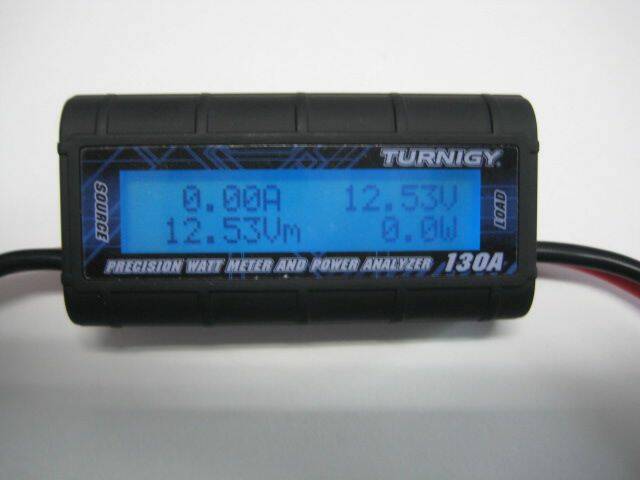 TURNIGY
SOURCE
0.00A 12.53V
12.53Vm 0.0W
LOAD
PRECISION WATT METER AND POWER ANALYZER 130A